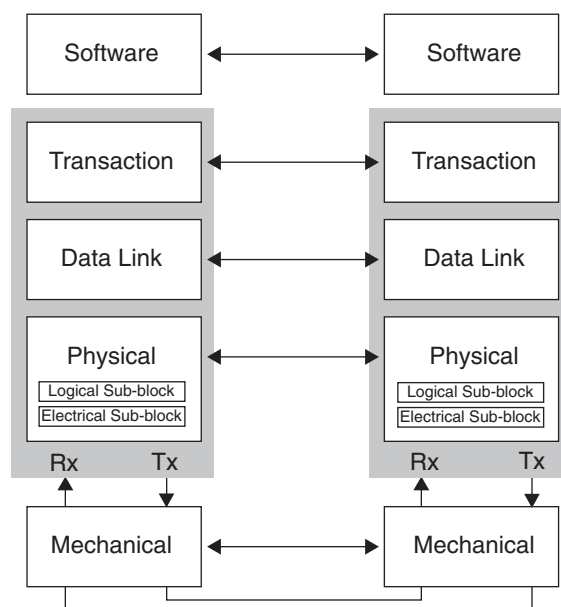 Software Software
Transaction Transaction
Data Link Data Link
Physical Physical
Logical Sub-block Logical Sub-block
Electrical Sub-block Electrical Sub-block
Rx Tx Rx Tx
Mechanical Mechanical